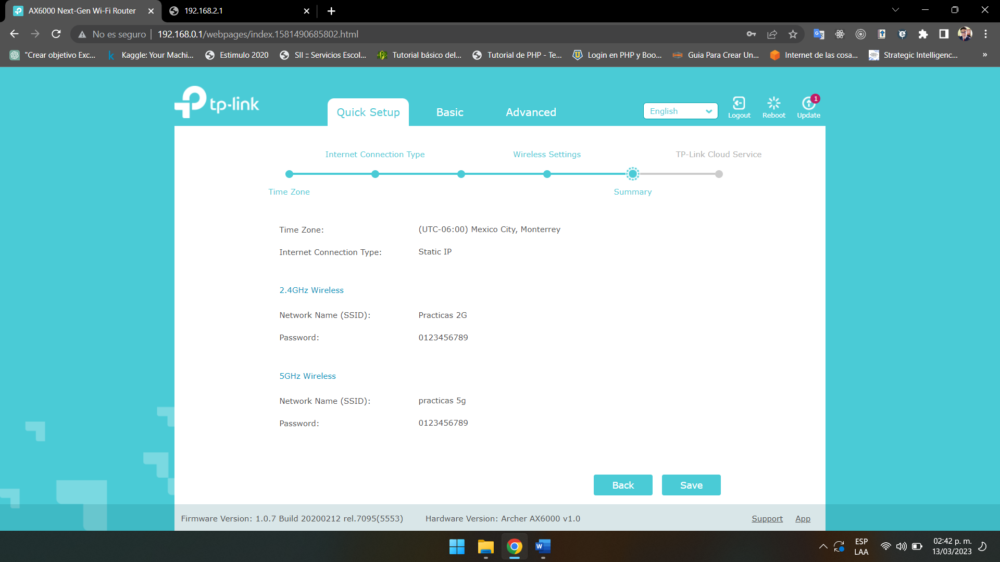 AX6000 Next-Gen Wi-Fi Router
192.168.2.1
No es seguro
192.168.0.1/webpages/index.1581490685802.html
"Crear objetivo Exc...
Kaggle: Your Machi...
Estimulo 2020
SII :: Servicios Escol...
Tutorial básico del...
Tutorial de PHP - Te...
Login en PHP y Boo...
Guia Para Crear Un...
Internet de las cosa...
Strategic Intelligenc...
»
tp-link
Quick Setup
Basic
Advanced
English
Logout
Reboot
1
Update
Internet Connection Type
Wireless Settings
TP-Link Cloud Service
Time Zone
Summary
Time Zone: (UTC-06:00) Mexico City, Monterrey
Internet Connection Type: Static IP
2.4GHz Wireless
Network Name (SSID): Practicas 2G
Password: 0123456789
5GHz Wireless
Network Name (SSID): practicas 5g
Password: 0123456789
Back
Save
Firmware Version: 1.0.7 Build 20200212 rel.7095(5553)
Hardware Version: Archer AX6000 v1.0
Support
App
ESP
LAA
02:42 p. m.
13/03/2023